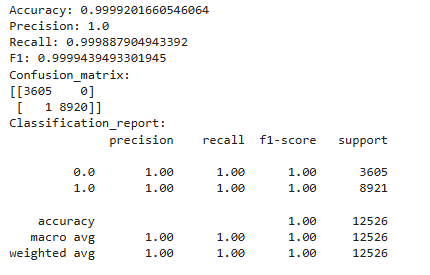 Accuracy: 0.9999201660546064
Precision: 1.0
Recall: 0.999887904943392
F1: 0.9999439493301945
Confusion_matrix:
[[3605    0]
 [   1 8920]]
Classification_report:
              precision    recall  f1-score   support

         0.0       1.00      1.00      1.00      3605
         1.0       1.00      1.00      1.00      8921

    accuracy                           1.00     12526
   macro avg       1.00      1.00      1.00     12526
weighted avg       1.00      1.00      1.00     12526